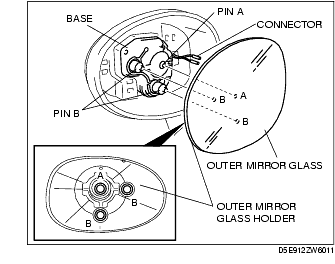 PIN A
BASE
CONNECTOR
PIN B
A
B
B
OUTER MIRROR GLASS
A
B
B
OUTER MIRROR
GLASS HOLDER
D5E912ZW6011